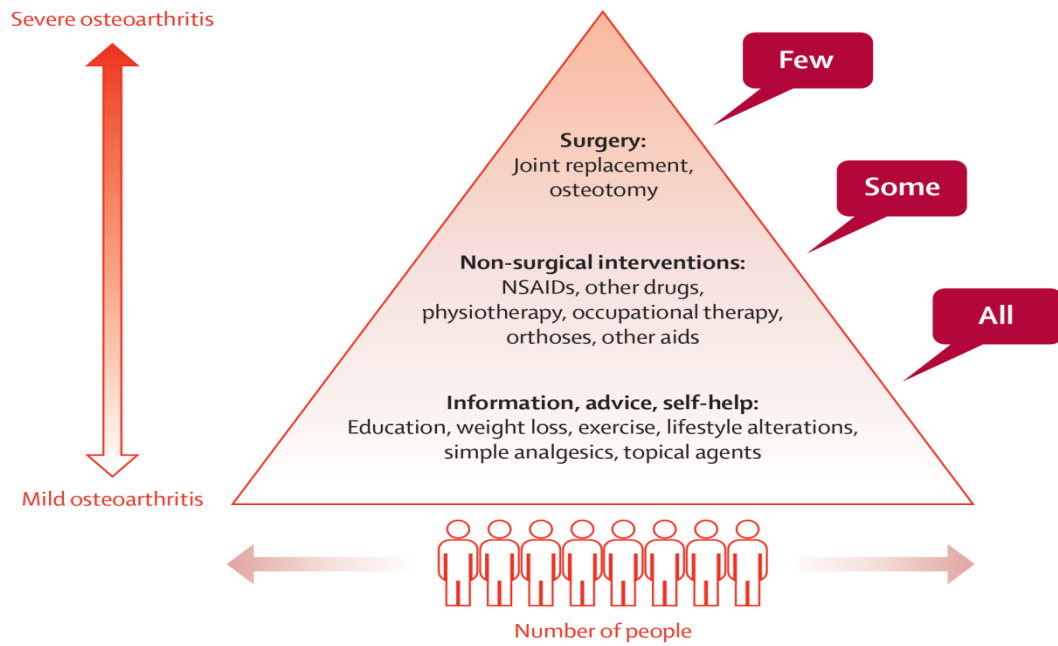 Severe osteoarthritis
Few
Surgery:
Joint replacement,
osteotomy
Some
Non-surgical interventions:
NSAIDs, other drugs,
physiotherapy, occupational therapy,
orthoses, other aids
All
Information, advice, self-help:
Education, weight loss, exercise, lifestyle alterations,
simple analgesics, topical agents
Mild osteoarthritis
Number of people